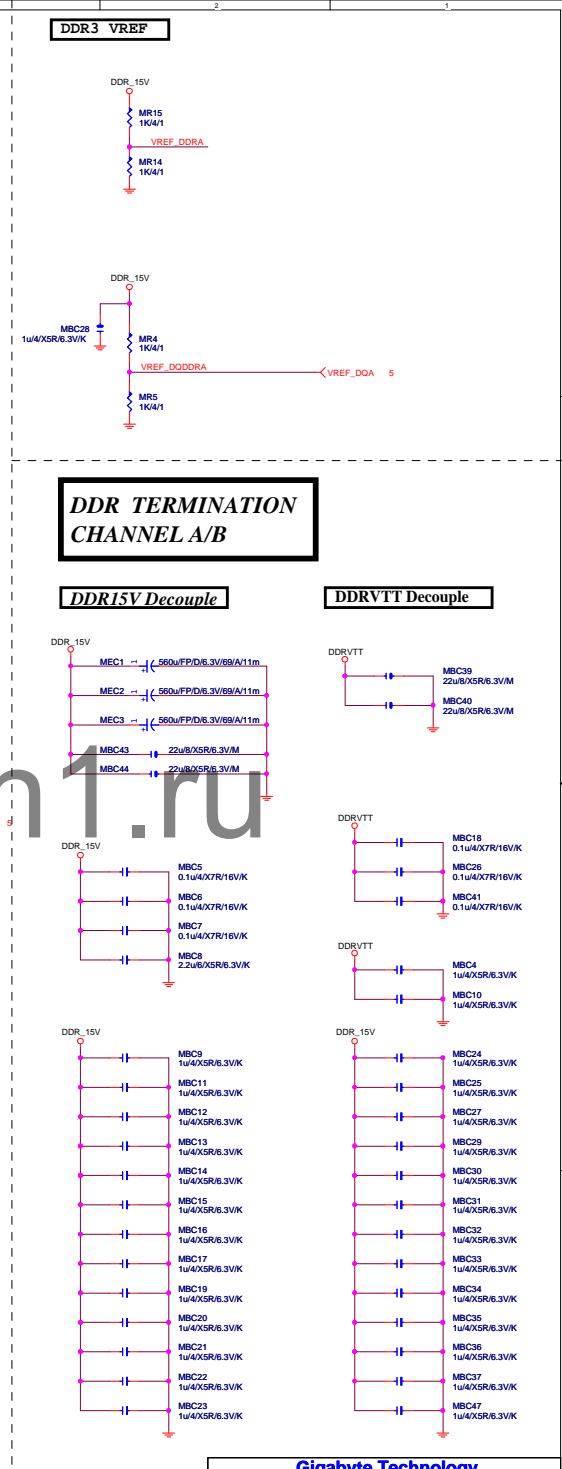 2
1
DDR3 VREF
DDR_15V
MR15
1K/4/1
VREF_DDRA
MR14
1K/4/1
DDR_15V
MBC28
1u/4/X5R/6.3V/K
MR4
1K/4/1
VREF_DQDDRA
VREF_DQA 5
MR5
1K/4/1
DDR TERMINATION
CHANNEL A/B
DDR15V Decouple
DDR_15V
MEC1 1 + 560u/FP/D/6.3V/69/A/11m
MEC2 1 + 560u/FP/D/6.3V/69/A/11m
MEC3 1 + 560u/FP/D/6.3V/69/A/11m
MBC43 22u/8/X5R/6.3V/M
MBC44 22u/8/X5R/6.3V/M
DDRVTT Decouple
DDRVTT
MBC39
22u/8/X5R/6.3V/M
MBC40
22u/8/X5R/6.3V/M
n1.ru
5
DDR_15V
MBC5
0.1u/4/X7R/16V/K
MBC6
0.1u/4/X7R/16V/K
MBC7
0.1u/4/X7R/16V/K
MBC8
2.2u/6/X5R/6.3V/K
DDRVTT
MBC18
0.1u/4/X7R/16V/K
MBC26
0.1u/4/X7R/16V/K
MBC41
0.1u/4/X7R/16V/K
DDRVTT
MBC4
1u/4/X5R/6.3V/K
MBC10
1u/4/X5R/6.3V/K
DDR_15V
MBC9
1u/4/X5R/6.3V/K
MBC11
1u/4/X5R/6.3V/K
MBC12
1u/4/X5R/6.3V/K
MBC13
1u/4/X5R/6.3V/K
MBC14
1u/4/X5R/6.3V/K
MBC15
1u/4/X5R/6.3V/K
MBC16
1u/4/X5R/6.3V/K
MBC17
1u/4/X5R/6.3V/K
MBC19
1u/4/X5R/6.3V/K
MBC20
1u/4/X5R/6.3V/K
MBC21
1u/4/X5R/6.3V/K
MBC22
1u/4/X5R/6.3V/K
MBC23
1u/4/X5R/6.3V/K
DDR_15V
MBC24
1u/4/X5R/6.3V/K
MBC25
1u/4/X5R/6.3V/K
MBC27
1u/4/X5R/6.3V/K
MBC29
1u/4/X5R/6.3V/K
MBC30
1u/4/X5R/6.3V/K
MBC31
1u/4/X5R/6.3V/K
MBC32
1u/4/X5R/6.3V/K
MBC33
1u/4/X5R/6.3V/K
MBC34
1u/4/X5R/6.3V/K
MBC35
1u/4/X5R/6.3V/K
MBC36
1u/4/X5R/6.3V/K
MBC37
1u/4/X5R/6.3V/K
MBC47
1u/4/X5R/6.3V/K
Gigabyte Technology